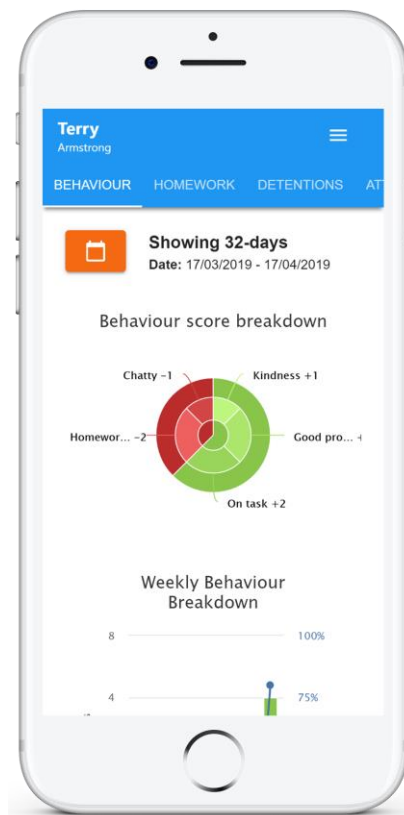 Terry
Armstrong
BEHAVIOUR HOMEWORK DETENTIONS AT
Showing 32-days
Date: 17/03/2019 - 17/04/2019
Behaviour score breakdown
Chatty -1 Kindness +1
Homewor... -2 Good pro...
On task +2
Weekly Behaviour
Breakdown
8 100%
4 75%